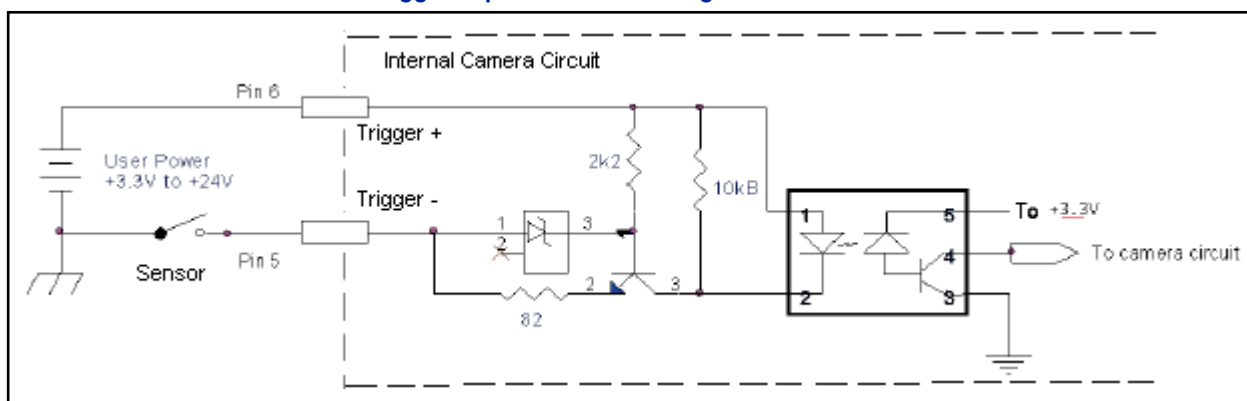 Internal Camera Circuit
Pin 6
Trigger +
User Power
+3.3V to +24V
2k2
10kB
Trigger -
1
2
3
1
Sensor
Pin 5
82
2
3
1
2
5
4
3
To +3.3V
To camera circuit